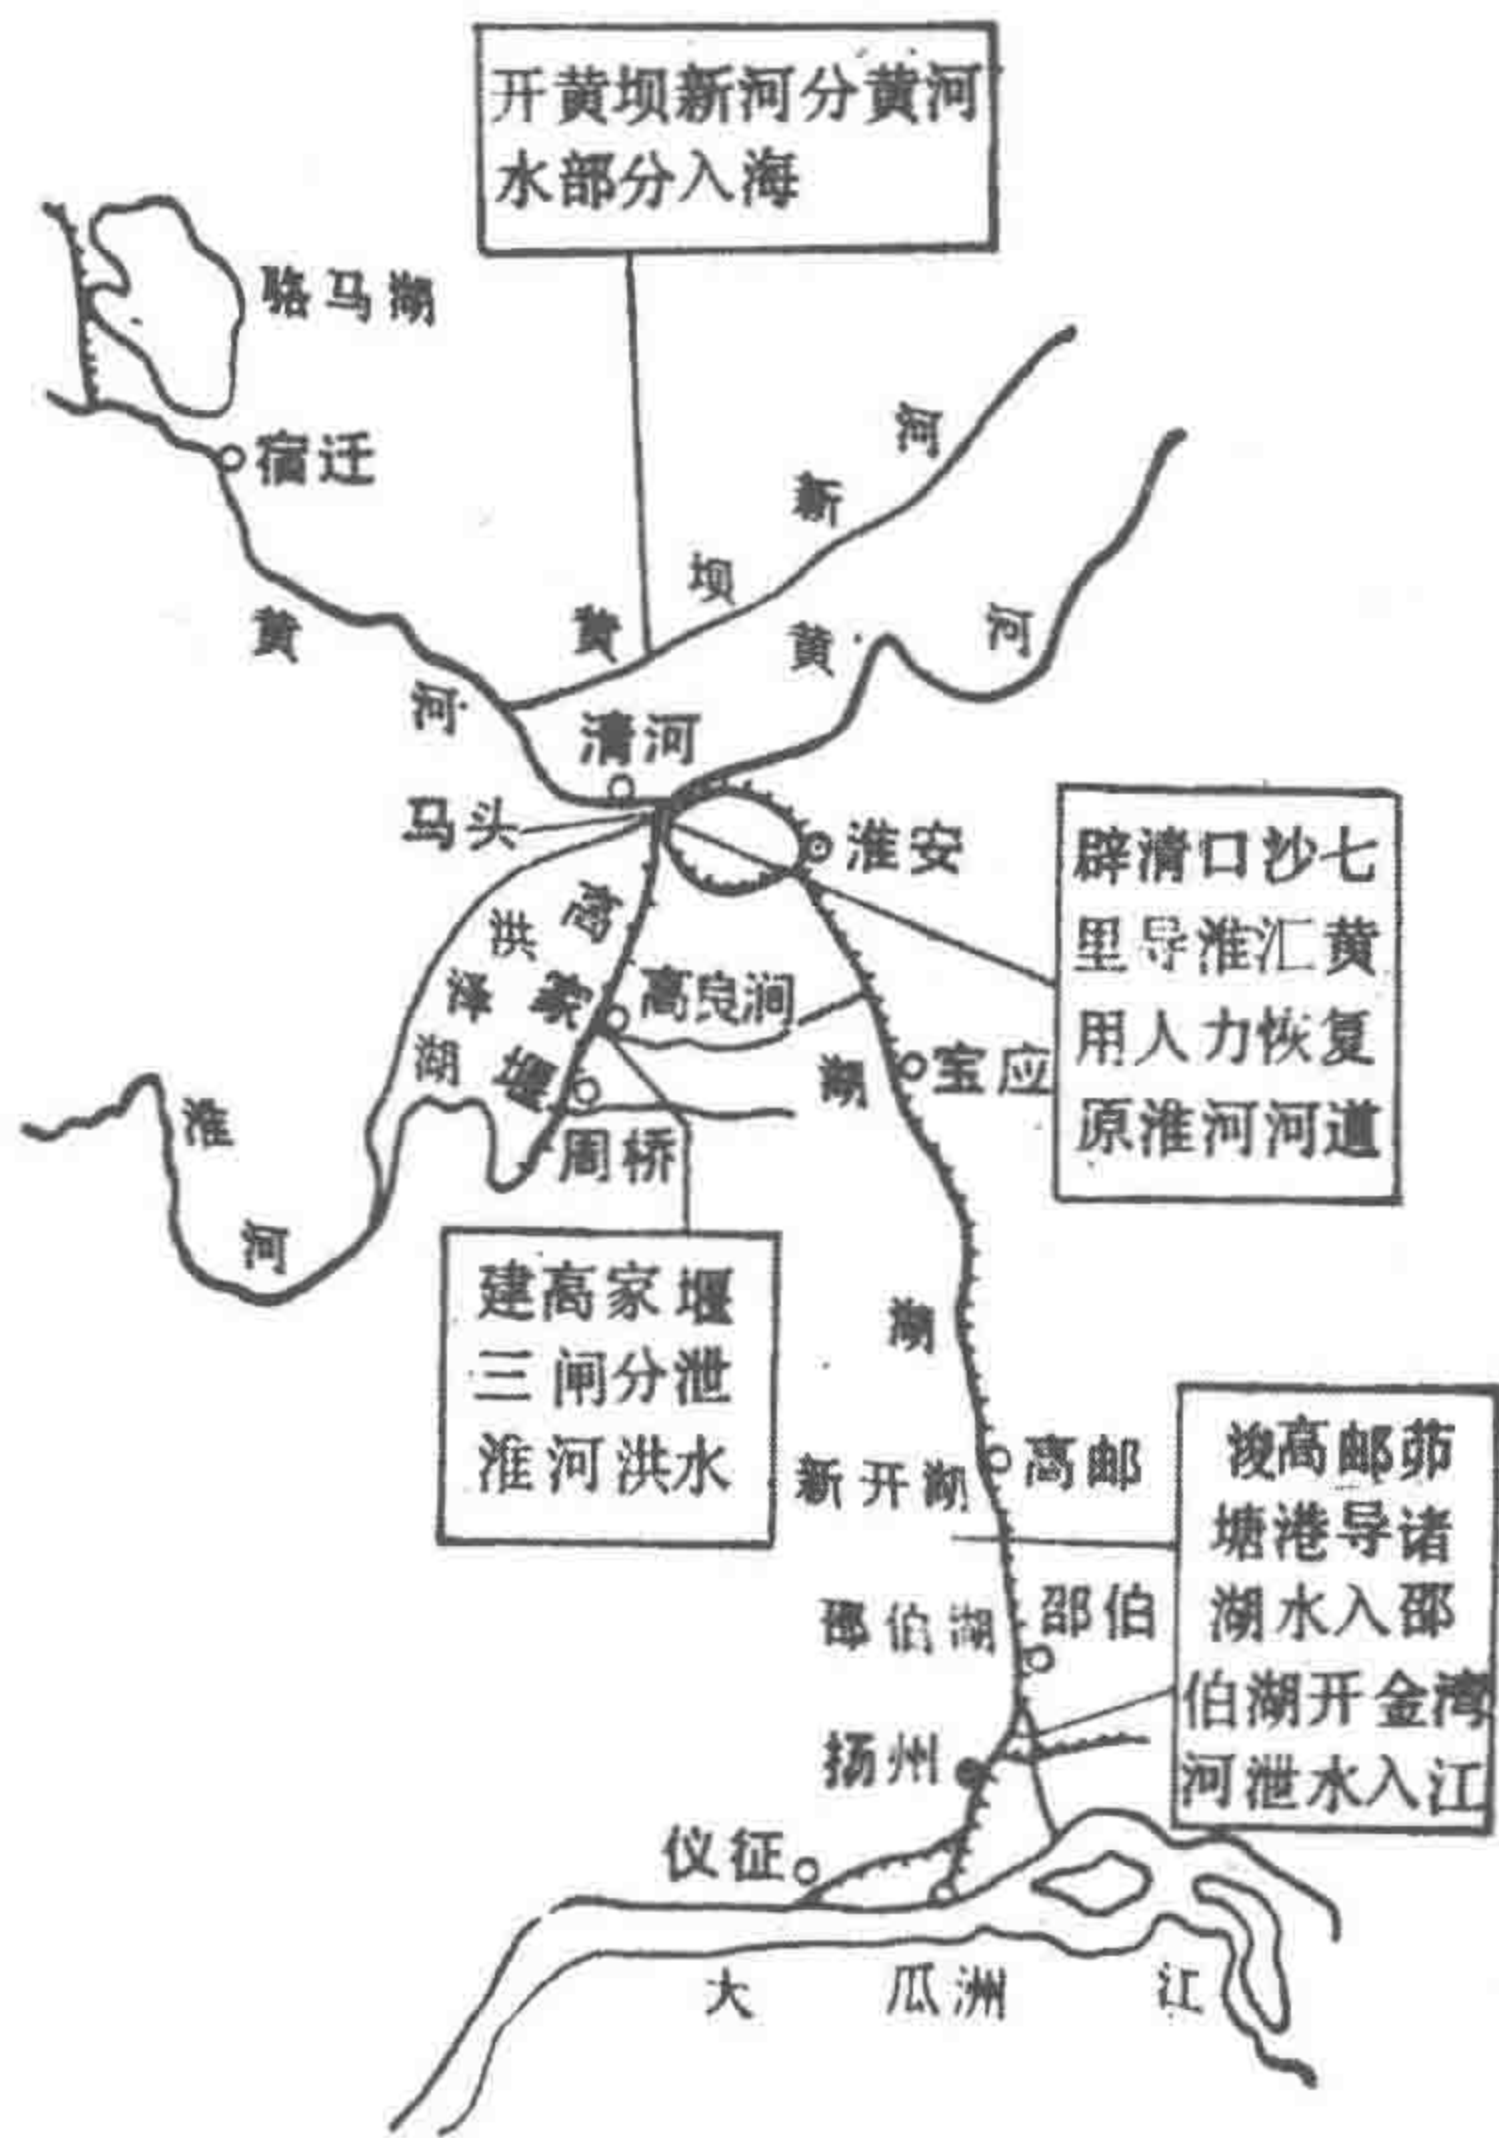 开黄坝新河分黄河
水部分入海
骆马湖
宿迁
黄坝新河
黄河
黄河
清河
马头
淮安
辟清口沙七
里导淮汇黄
用人力恢复
原淮河河道
洪泽湖
高家堰
高良涧
宝应
湖
周桥
淮河
建高家堰
三闸分泄
淮河洪水
湖
新开湖
高邮
浚高邮茆
塘港导诸
湖水入邵
伯湖开金湾
河泄水入江
邵伯湖
邵伯
扬州
仪征
大江
瓜洲